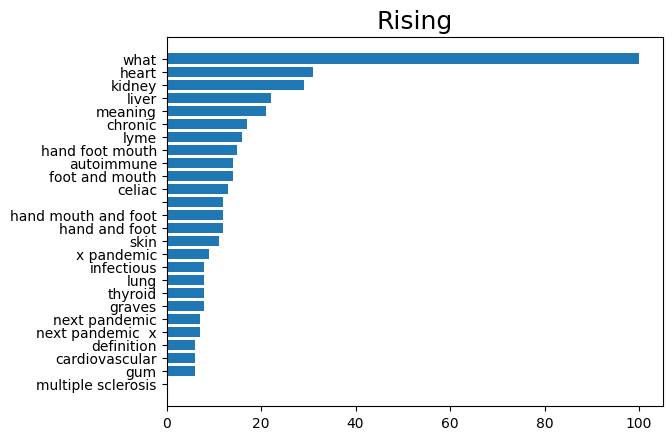 Rising
what
heart
kidney
liver
meaning
chronic
lyme
hand foot mouth
autoimmune
foot and mouth
celiac
hand mouth and foot
hand and foot
skin
x pandemic
infectious
lung
thyroid
graves
next pandemic
next pandemic  x
definition
cardiovascular
gum
multiple sclerosis
0 20 40 60 80 100